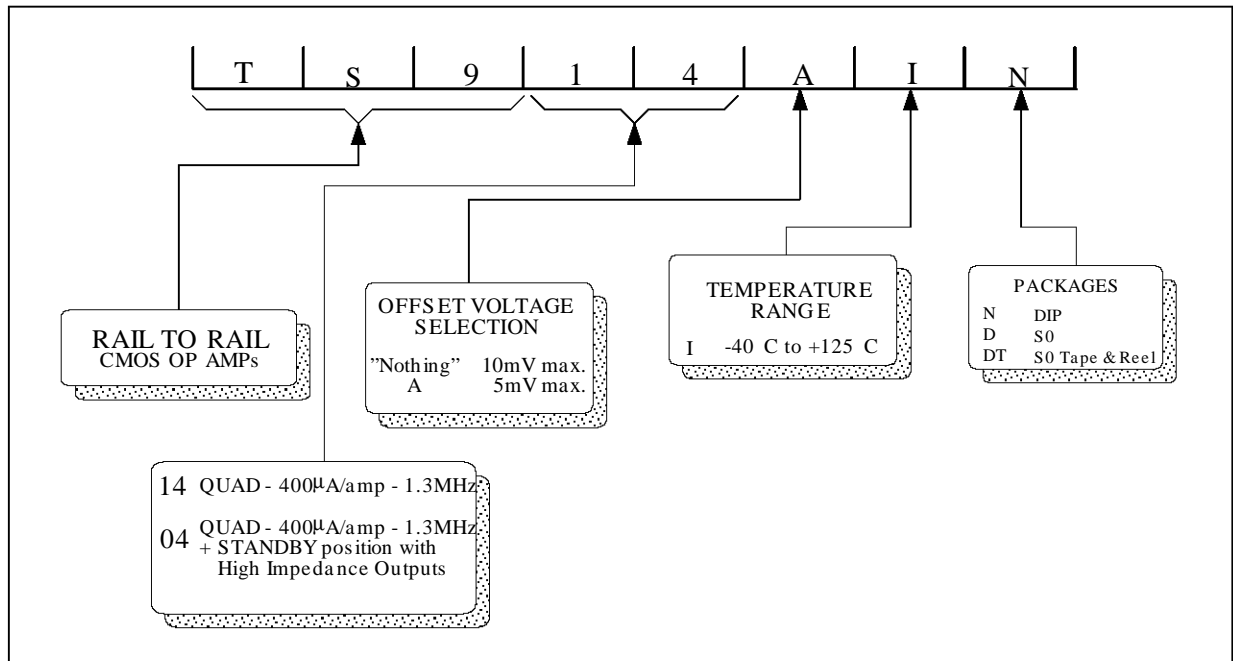 T S 9 1 4 A I N
RAIL TO RAIL
CMOS OP AMPs
OFFSET VOLTAGE
SELECTION
"Nothing" 10mV max.
A 5mV max.
TEMPERATURE
RANGE
I -40 C to +125 C
PACKAGES
N DIP
D S0
DT S0 Tape & Reel
14 QUAD - 400µA/amp - 1.3MHz
04 QUAD - 400µA/amp - 1.3MHz
+ STANDBY position with
High Impedance Outputs